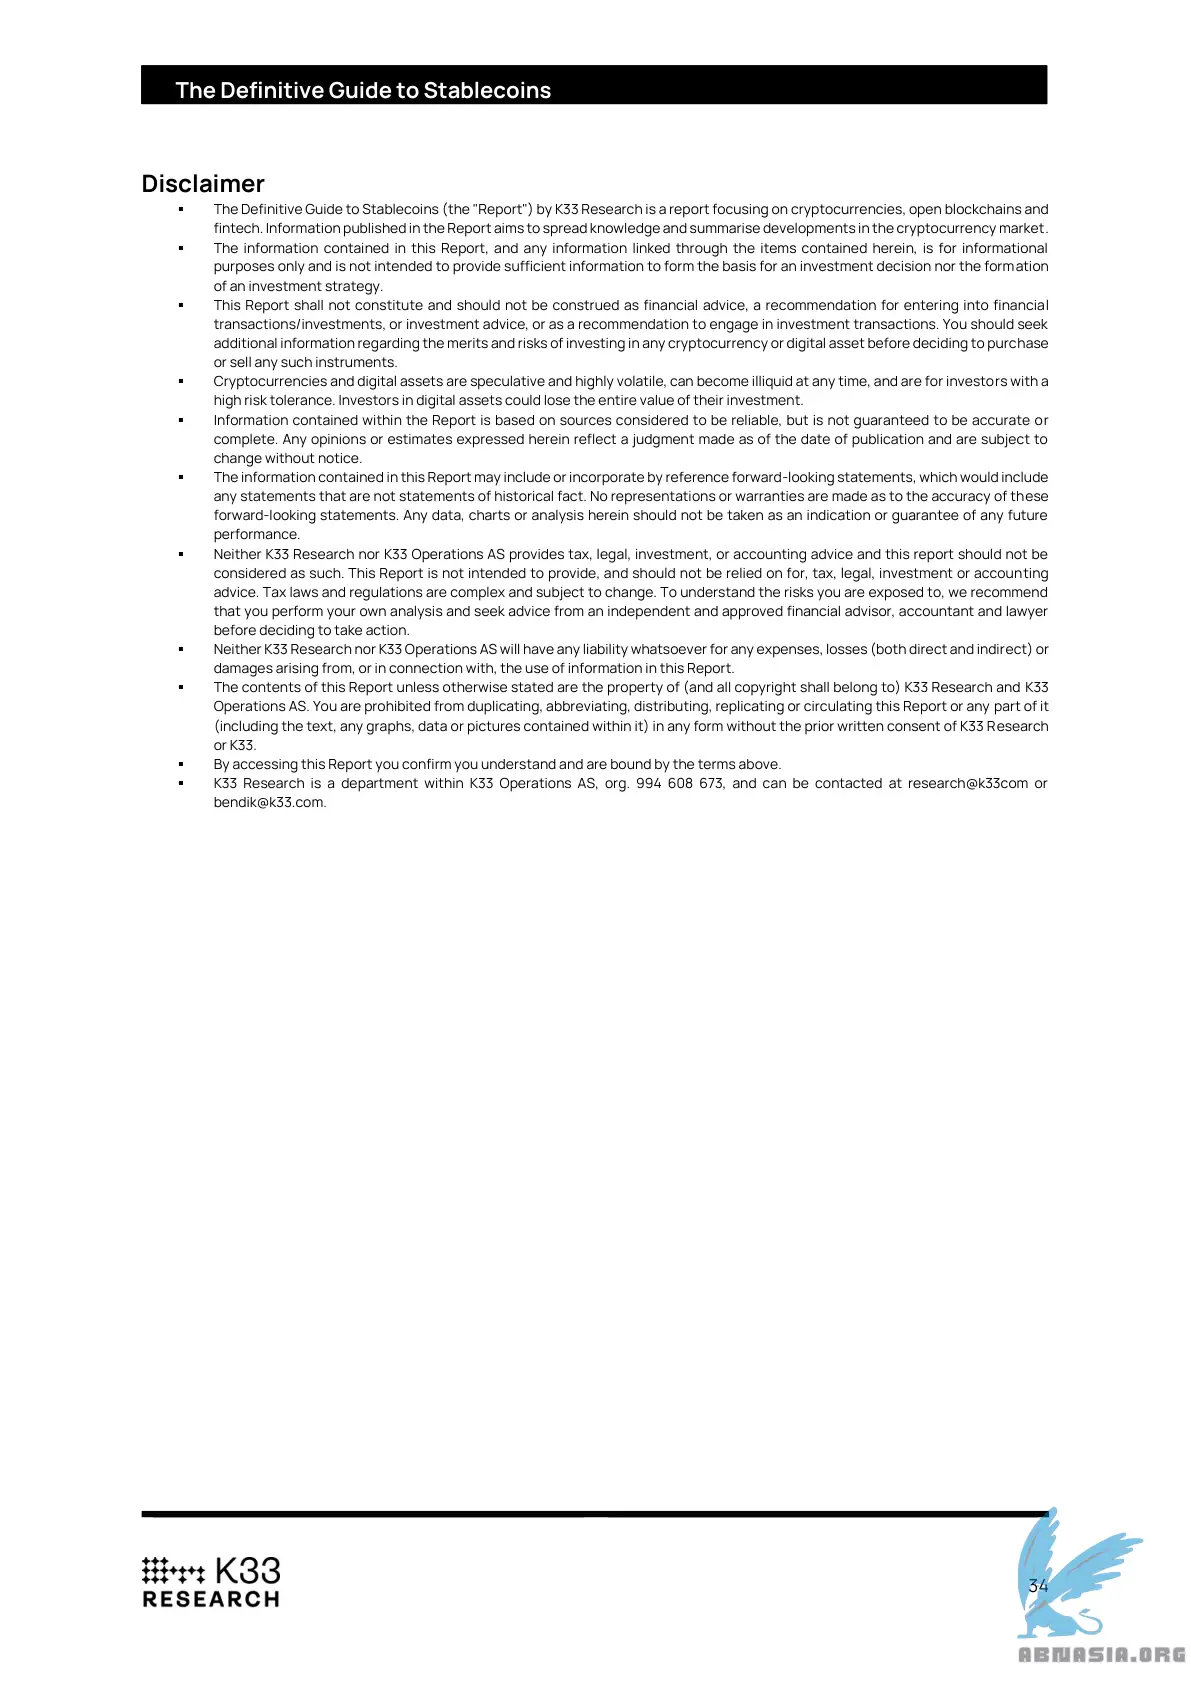 The Definitive Guide to Stablecoins
Disclaimer
▪ The Definitive Guide to Stablecoins (the "Report") by K33 Research is a report focusing on cryptocurrencies, open blockchains and
fintech. Information published in the Report aims to spread knowledge and summarise developments in the cryptocurrency market.
▪ The information contained in this Report, and any information linked through the items contained herein, is for informational
purposes only and is not intended to provide sufficient information to form the basis for an investment decision nor the formation
of an investment strategy.
▪ This Report shall not constitute and should not be construed as financial advice, a recommendation for entering into financial
transactions/investments, or investment advice, or as a recommendation to engage in investment transactions. You should seek
additional information regarding the merits and risks of investing in any cryptocurrency or digital asset before deciding to purchase
or sell any such instruments.
▪ Cryptocurrencies and digital assets are speculative and highly volatile, can become illiquid at any time, and are for investors with a
high risk tolerance. Investors in digital assets could lose the entire value of their investment.
▪ Information contained within the Report is based on sources considered to be reliable, but is not guaranteed to be accurate or
complete. Any opinions or estimates expressed herein reflect a judgment made as of the date of publication and are subject to
change without notice.
▪ The information contained in this Report may include or incorporate by reference forward-looking statements, which would include
any statements that are not statements of historical fact. No representations or warranties are made as to the accuracy of these
forward-looking statements. Any data, charts or analysis herein should not be taken as an indication or guarantee of any future
performance.
▪ Neither K33 Research nor K33 Operations AS provides tax, legal, investment, or accounting advice and this report should not be
considered as such. This Report is not intended to provide, and should not be relied on for, tax, legal, investment or accounting
advice. Tax laws and regulations are complex and subject to change. To understand the risks you are exposed to, we recommend
that you perform your own analysis and seek advice from an independent and approved financial advisor, accountant and lawyer
before deciding to take action.
▪ Neither K33 Research nor K33 Operations AS will have any liability whatsoever for any expenses, losses (both direct and indirect) or
damages arising from, or in connection with, the use of information in this Report.
▪ The contents of this Report unless otherwise stated are the property of (and all copyright shall belong to) K33 Research and K33
Operations AS. You are prohibited from duplicating, abbreviating, distributing, replicating or circulating this Report or any part of it
(including the text, any graphs, data or pictures contained within it) in any form without the prior written consent of K33 Research
or K33.
▪ By accessing this Report you confirm you understand and are bound by the terms above.
▪ K33 Research is a department within K33 Operations AS, org. 994 608 673, and can be contacted at research@k33com or
bendik@k33.com.
K33
RESEARCH
34
ABNASIA.ORG